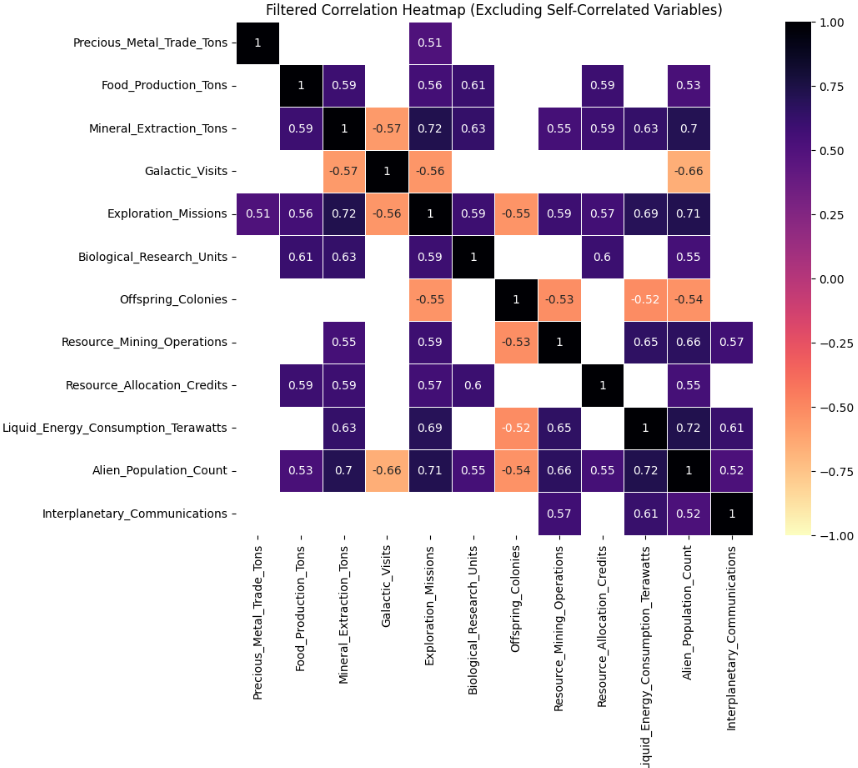 Filtered Correlation Heatmap (Excluding Self-Correlated Variables)
Precious_Metal_Trade_Tons 1 0.51
Food_Production_Tons 1 0.59 0.56 0.61 0.59 0.53
Mineral_Extraction_Tons 0.59 1 -0.57 0.72 0.63 0.55 0.59 0.63 0.7
Galactic_Visits -0.57 1 -0.56 -0.66
Exploration_Missions 0.51 0.56 0.72 -0.56 1 0.59 -0.55 0.59 0.57 0.69 0.71
Biological_Research_Units 0.61 0.63 0.59 1 0.6 0.55
Offspring_Colonies -0.55 1 -0.53 -0.52 -0.54
Resource_Mining_Operations 0.55 0.59 -0.53 1 0.65 0.66 0.57
Resource_Allocation_Credits 0.59 0.59 0.57 0.6 1 0.55
Liquid_Energy_Consumption_Terawatts 0.63 0.69 -0.52 0.65 1 0.72 0.61
Alien_Population_Count 0.53 0.7 -0.66 0.71 0.55 -0.54 0.66 0.55 0.72 1 0.52
Interplanetary_Communications 0.57 0.61 0.52 1
Precious_Metal_Trade_Tons
Food_Production_Tons
Mineral_Extraction_Tons
Galactic_Visits
Exploration_Missions
Biological_Research_Units
Offspring_Colonies
Resource_Mining_Operations
Resource_Allocation_Credits
iquid_Energy_Consumption_Terawatts
Alien_Population_Count
Interplanetary_Communications
1.00
0.75
0.50
0.25
0.00
−0.25
−0.50
−0.75
−1.00